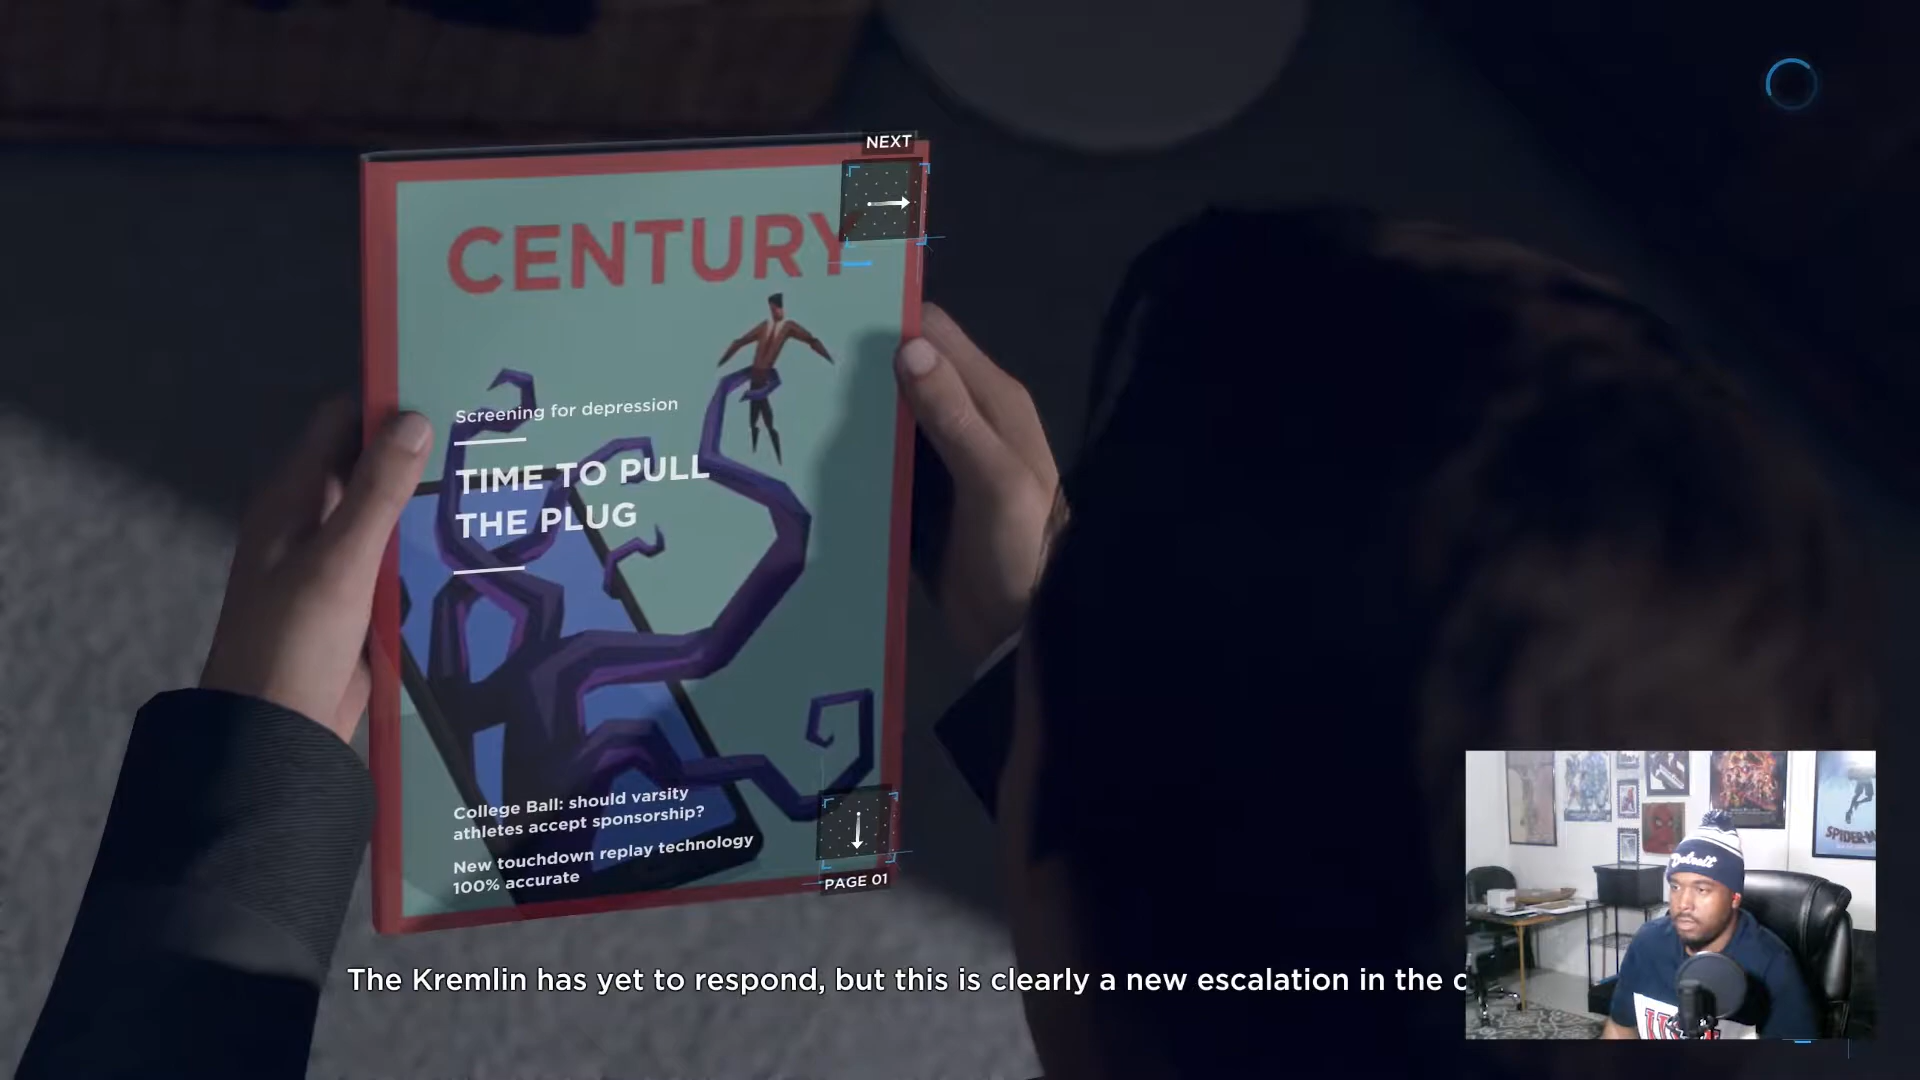 NEXT
CENTURY
Screening for depression
TIME TO PULL
THE PLUG
College Ball: should varsity
athletes accept sponsorship?
New touchdown replay technology
100% accurate
PAGE 01
The Kremlin has yet to respond, but this is clearly a new escalation in the
Detroit